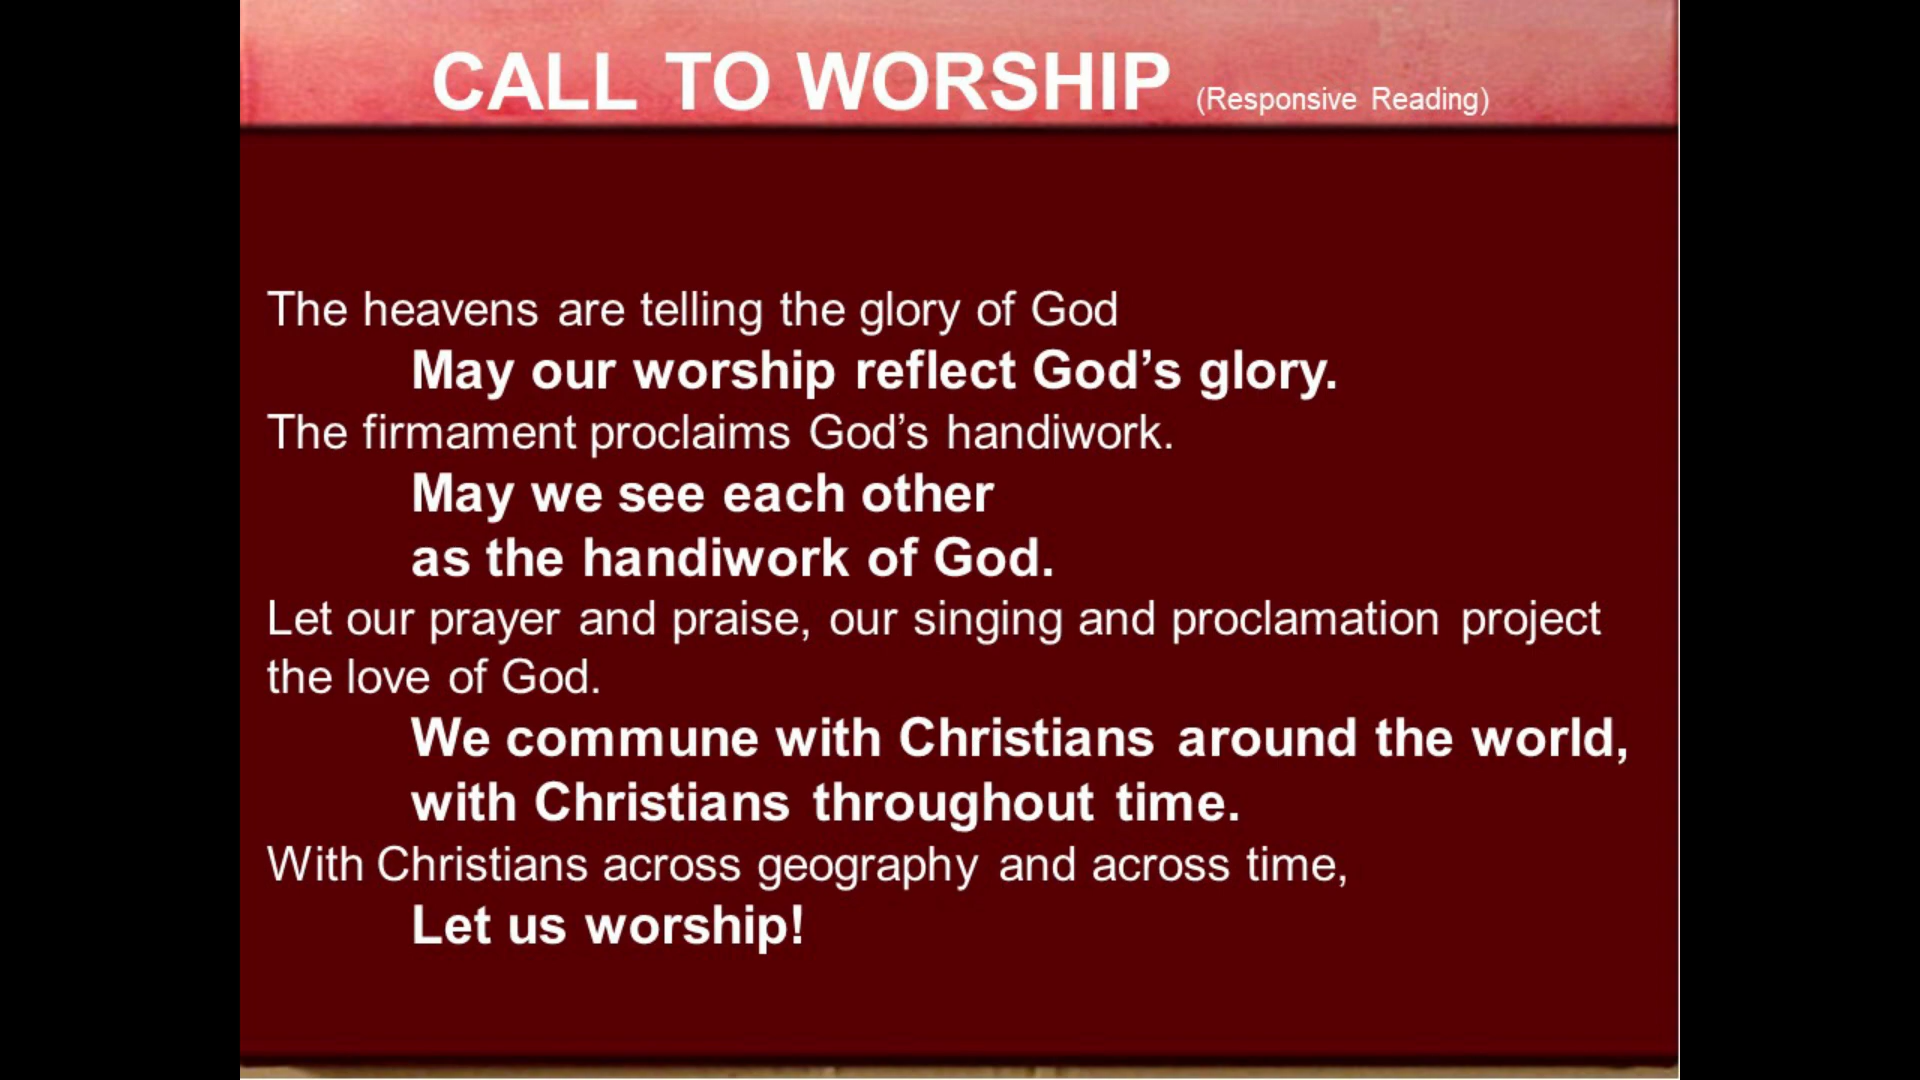 CALL TO WORSHIP (Responsive Reading)
The heavens are telling the glory of God
May our worship reflect God’s glory.
The firmament proclaims God’s handiwork.
May we see each other
as the handiwork of God.
Let our prayer and praise, our singing and proclamation project
the love of God.
We commune with Christians around the world,
with Christians throughout time.
With Christians across geography and across time,
Let us worship!